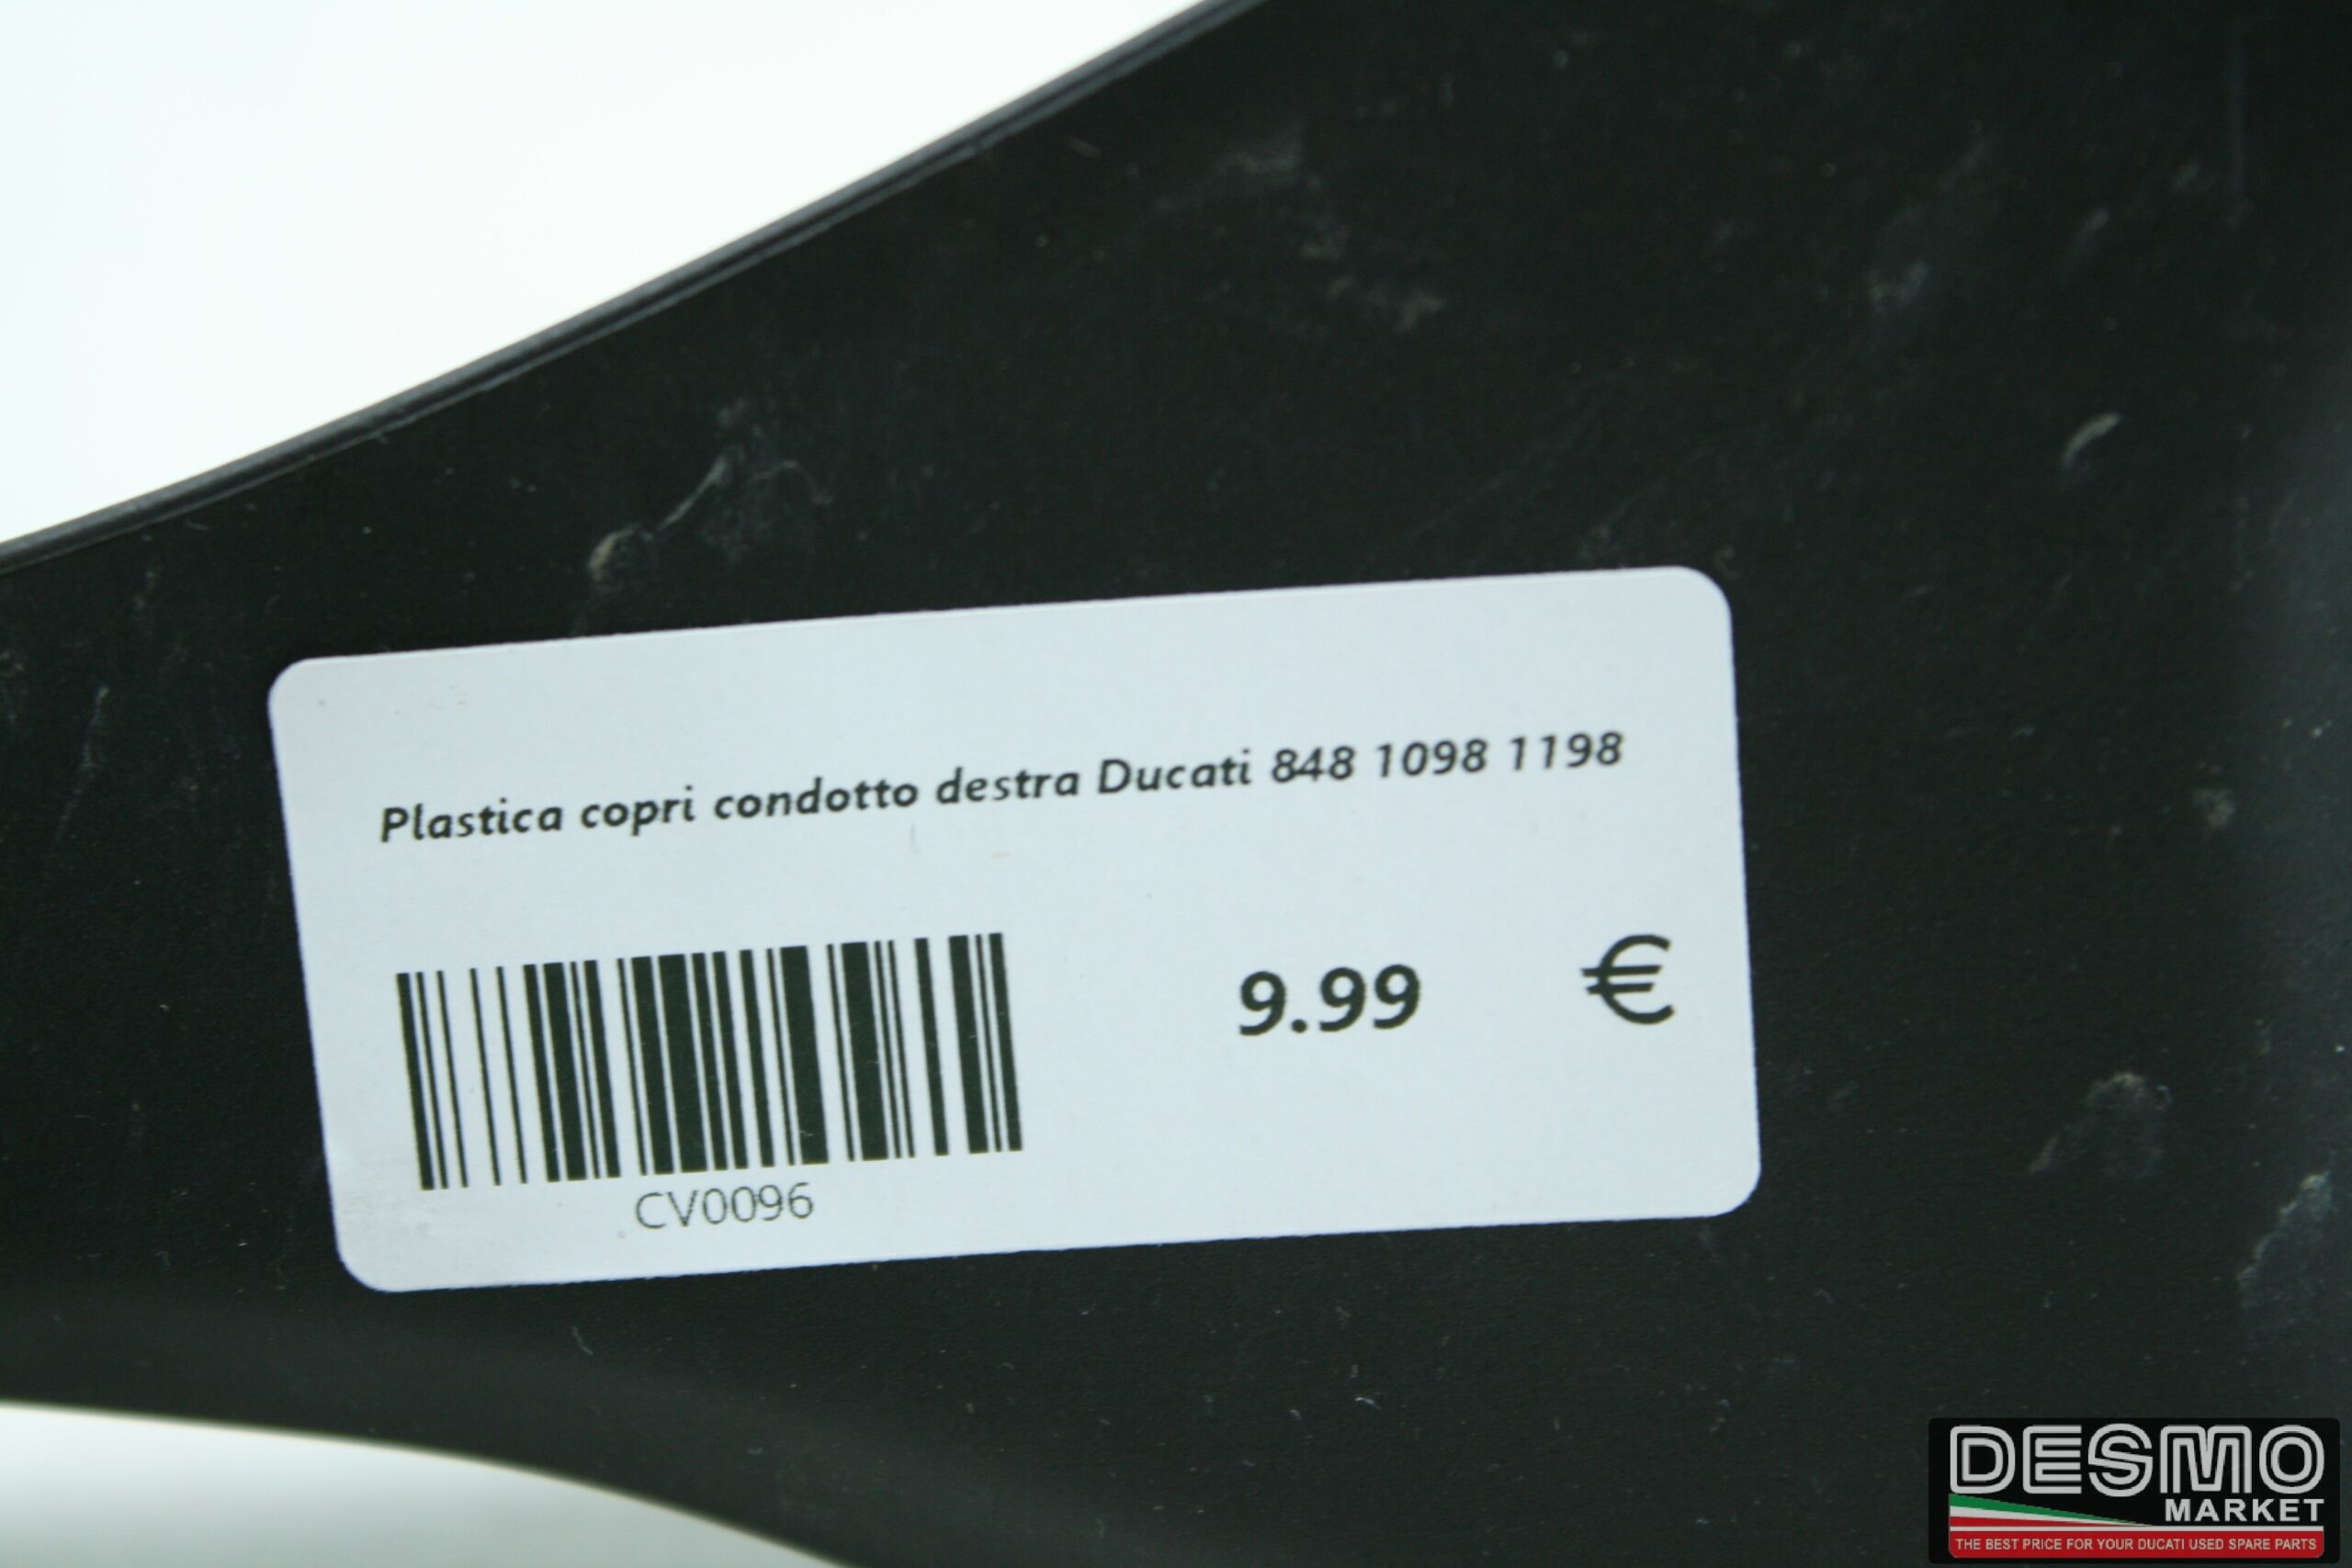 Plastica copri condotto destra Ducati 848 1098 1198
9.99 €
CV0096
DESMO
MARKET
THE BEST PRICE FOR YOUR DUCATI USED SPARE PARTS